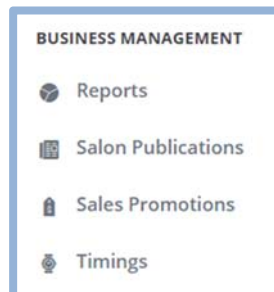 BUSINESS MANAGEMENT
Reports
Salon Publications
Sales Promotions
Timings